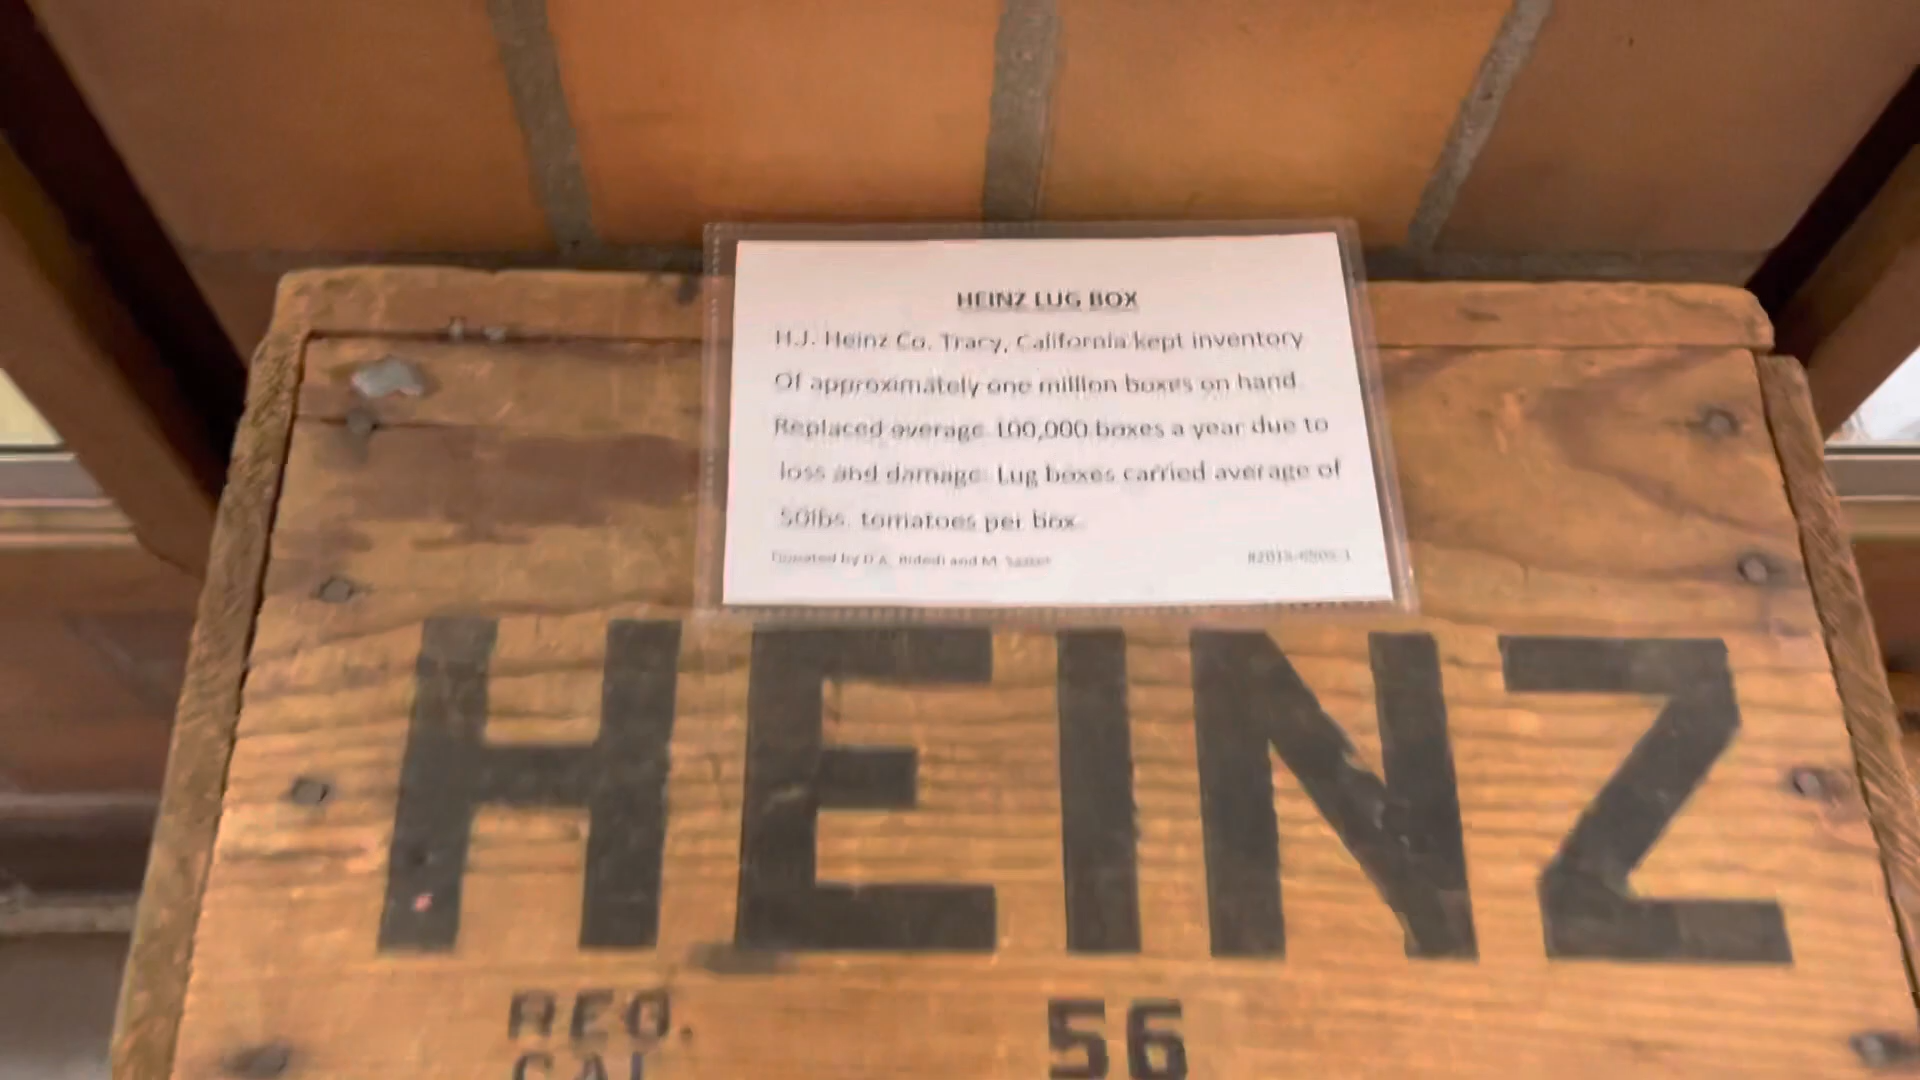 HEINZ LUG BOX
H.J. Heinz Co. Tracy, California kept inventory
Of approximately one million boxes on hand.
Replaced average 100,000 boxes a year due to
loss and damage. Lug boxes carried average of
50lbs. tomatoes per box.
Donated by D.A. and M.
HEINZ
REG. 56
CAL